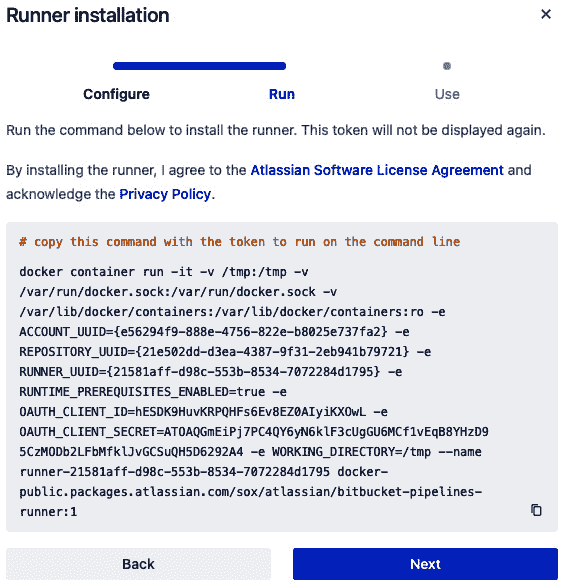 Runner installation
Configure
Run
Use
Run the command below to install the runner. This token will not be displayed again.
By installing the runner, I agree to the Atlassian Software License Agreement and
acknowledge the Privacy Policy.
# copy this command with the token to run on the command line
docker container run -it -v /tmp:/tmp -v
/var/run/docker.sock:/var/run/docker.sock -v
/var/lib/docker/containers:/var/lib/docker/containers:ro -e
ACCOUNT_UUID={e56294f9-888e-4756-822e-b8025e737fa2} -e
REPOSITORY_UUID={21e502dd-d3ea-4387-9f31-2eb941b79721} -e
RUNNER_UUID={21581aff-d98c-553b-8534-7072284d1795} -e
RUNTIME_PREREQUISITES_ENABLED=true -e
OAUTH_CLIENT_ID=hESDK9HuvKRPQHFs6Ev8EZ0AIyiKXOwL -e
OAUTH_CLIENT_SECRET=ATOAQGmEiPj7PC4QY6yN6klF3cUgGU6MCf1vEqB8YHzD9
5CzMODb2LFbMfklJvGCSuQH5D6292A4 -e WORKING_DIRECTORY=/tmp --name
runner-21581aff-d98c-553b-8534-7072284d1795 docker-
public.packages.atlassian.com/sox/atlassian/bitbucket-pipelines-
runner:1
Back
Next